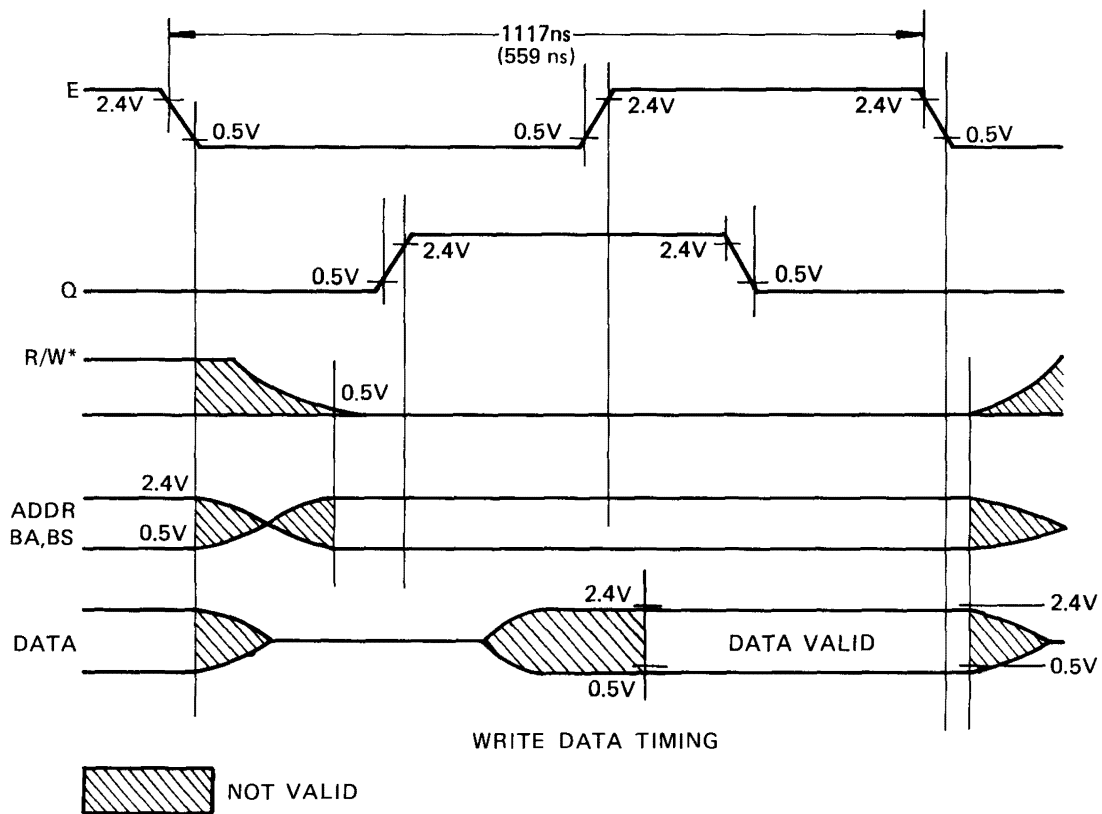 1117ns
(559 ns)
E
2.4V
0.5V
0.5V
2.4V
2.4V
0.5V
Q
0.5V
2.4V
2.4V
0.5V
R/W*
0.5V
ADDR
BA,BS
2.4V
0.5V
DATA
2.4V
0.5V
DATA VALID
2.4V
0.5V
WRITE DATA TIMING
NOT VALID